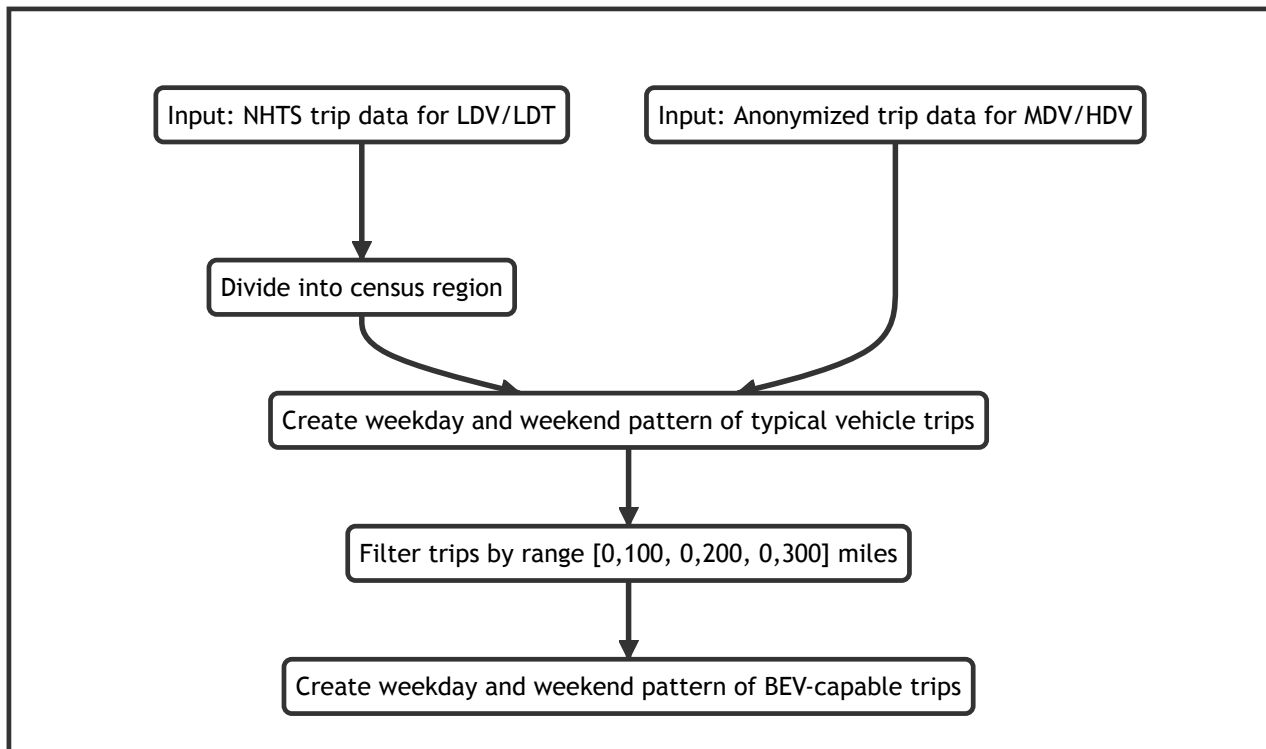 Input: NHTS trip data for LDV/LDT
Input: Anonymized trip data for MDV/HDV
Divide into census region
Create weekday and weekend pattern of typical vehicle trips
Filter trips by range [0,100, 0,200, 0,300] miles
Create weekday and weekend pattern of BEV-capable trips